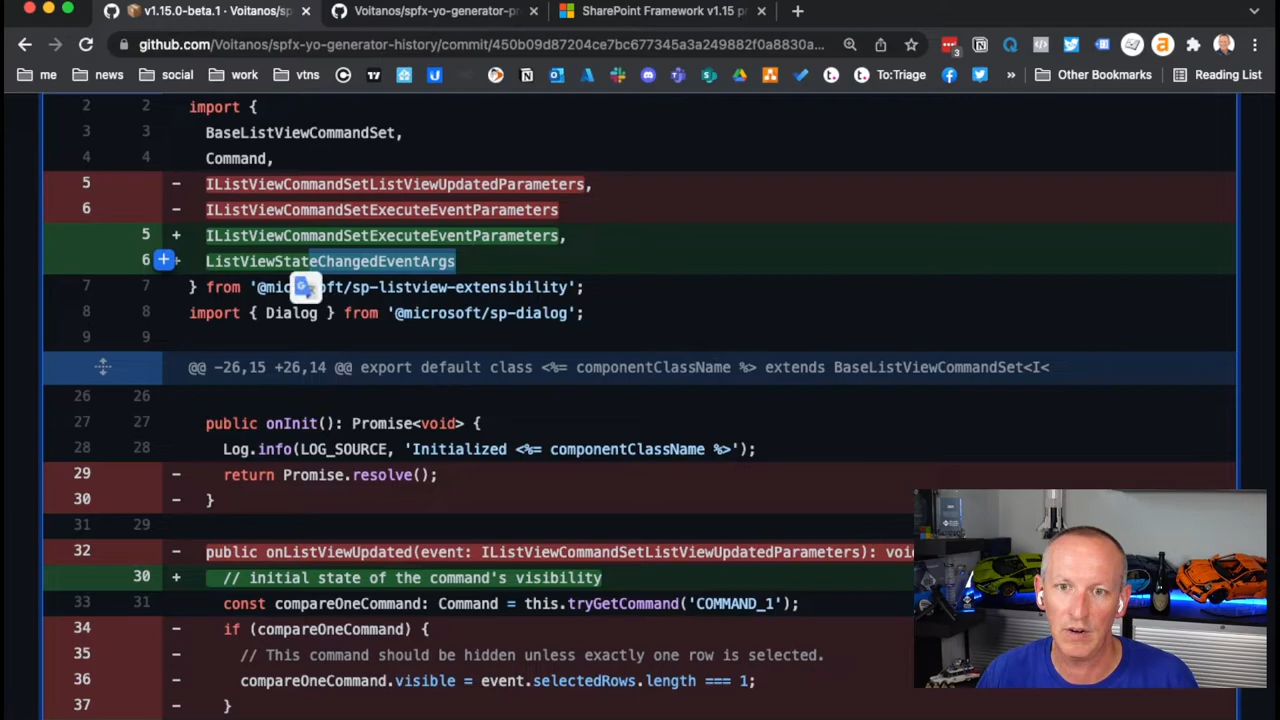 v1.15.0-beta.1 · Voitanos/sp
Voitanos/spfx-yo-generator-pr
SharePoint Framework v1.15 pr
github.com/Voitanos/spfx-yo-generator-history/commit/450b09d87204ce7bc677345a3a249882f0a8830a...
3
me news social work vtns To:Triage » Other Bookmarks Reading List
2 2 import {
3 3 BaseListViewCommandSet,
4 4 Command,
5 - IListViewCommandSetListViewUpdatedParameters,
6 - IListViewCommandSetExecuteEventParameters
5 + IListViewCommandSetExecuteEventParameters,
6 + ListViewStateChangedEventArgs
7 7 } from '@mic oft/sp-listview-extensibility';
8 8 import { Dialog } from '@microsoft/sp-dialog';
9 9
@@ -26,15 +26,14 @@ export default class <%= componentClassName %> extends BaseListViewCommandSet<I<
26 26
27 27 public onInit(): Promise<void> {
28 28 Log.info(LOG_SOURCE, 'Initialized <%= componentClassName %>');
29 - return Promise.resolve();
30 - }
31 29
32 - public onListViewUpdated(event: IListViewCommandSetListViewUpdatedParameters): voi
30 + // initial state of the command's visibility
33 31 const compareOneCommand: Command = this.tryGetCommand('COMMAND_1');
34 - if (compareOneCommand) {
35 - // This command should be hidden unless exactly one row is selected.
36 - compareOneCommand.visible = event.selectedRows.length === 1;
37 - }